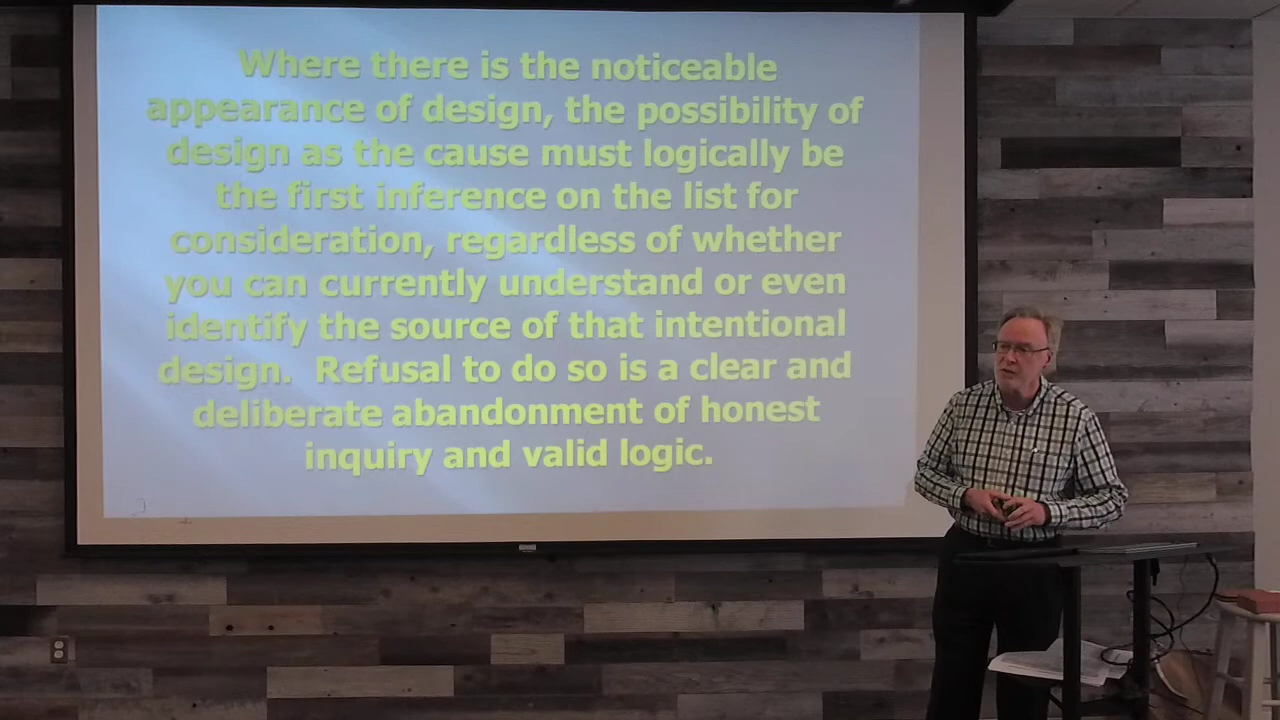 Where there is the noticeable
appearance of design, the possibility of
design as the cause must logically be
the first inference on the list for
consideration, regardless of whether
you can currently understand or even
identify the source of that intentional
design.  Refusal to do so is a clear and
deliberate abandonment of honest
inquiry and valid logic.